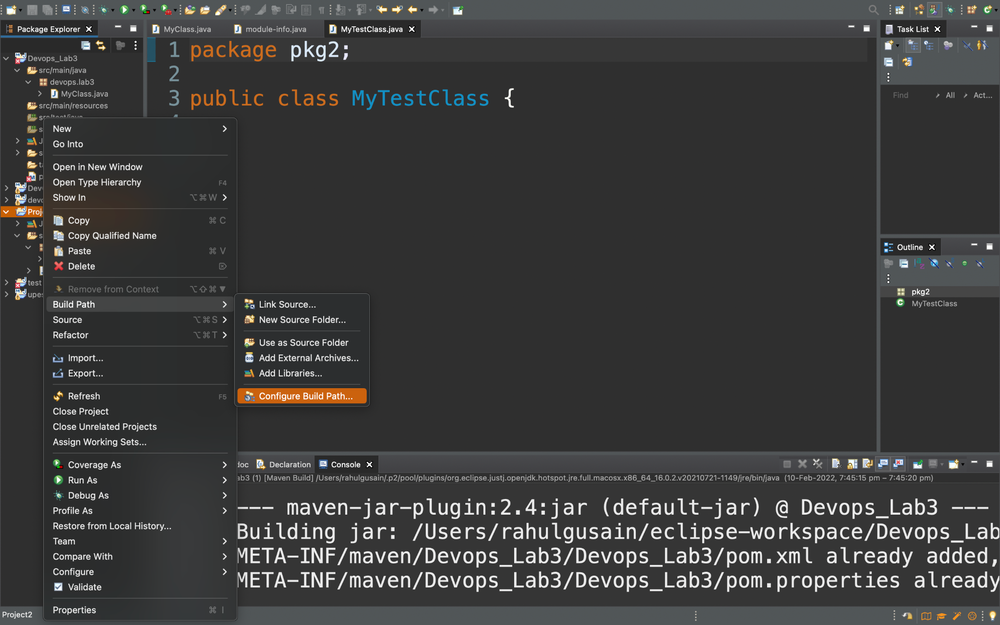 Package Explorer
MyClass.java
module-info.java
MyTestClass.java
Task List
Devops_Lab3
src/main/java
devops.lab3
MyClass.java
src/main/resources
src/test/java
1 package pkg2;
2
3 public class MyTestClass {
Find
All
Act...
New
Go Into
Open in New Window
Open Type Hierarchy F4
Show In ⌥⌘W
Copy ⌘ C
Copy Qualified Name
Paste ⌘ V
Delete
Remove from Context ⌥⇧⌘▼
Build Path
Source ⌥⌘S
Refactor ⌥⌘T
Import...
Export...
Refresh F5
Close Project
Close Unrelated Projects
Assign Working Sets...
Coverage As
Run As
Debug As
Profile As
Restore from Local History...
Team
Compare With
Configure
Validate
Properties ⌘ I
Link Source...
New Source Folder...
Use as Source Folder
Add External Archives...
Add Libraries...
Configure Build Path...
Dev
devo
Proj
test
upes
Outline
pkg2
MyTestClass
doc
Declaration
Console
ab3 (1) [Maven Build] /Users/rahulgusain/.p2/pool/plugins/org.eclipse.justj.openjdk.hotspot.jre.full.macosx.x86_64_16.0.2.v20210721-1149/jre/bin/java (10-Feb-2022, 7:45:15 pm – 7:45:20 pm)
--- maven-jar-plugin:2.4:jar (default-jar) @ Devops_Lab3 ---
Building jar: /Users/rahulgusain/eclipse-workspace/Devops_Lab
META-INF/maven/Devops_Lab3/Devops_Lab3/pom.xml already added,
META-INF/maven/Devops_Lab3/Devops_Lab3/pom.properties already
Project2